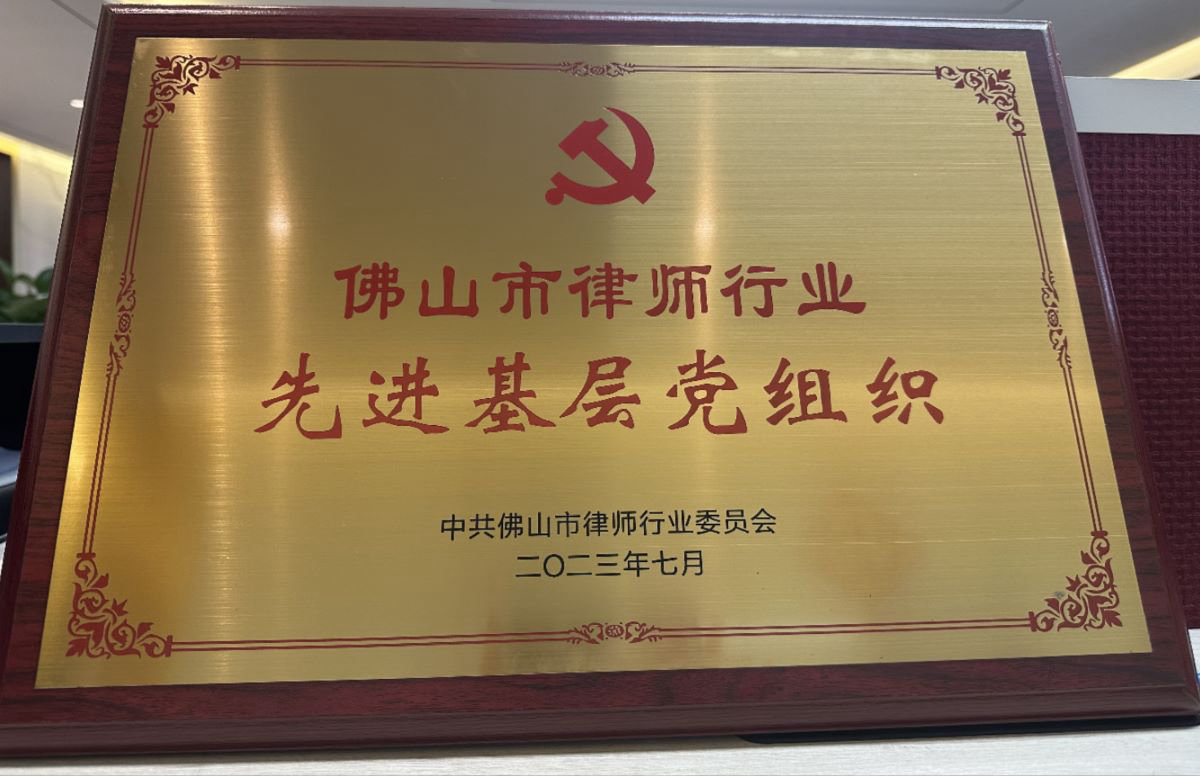 佛山市律师行业
先进基层党组织
中共佛山市律师行业委员会
二〇二三年七月